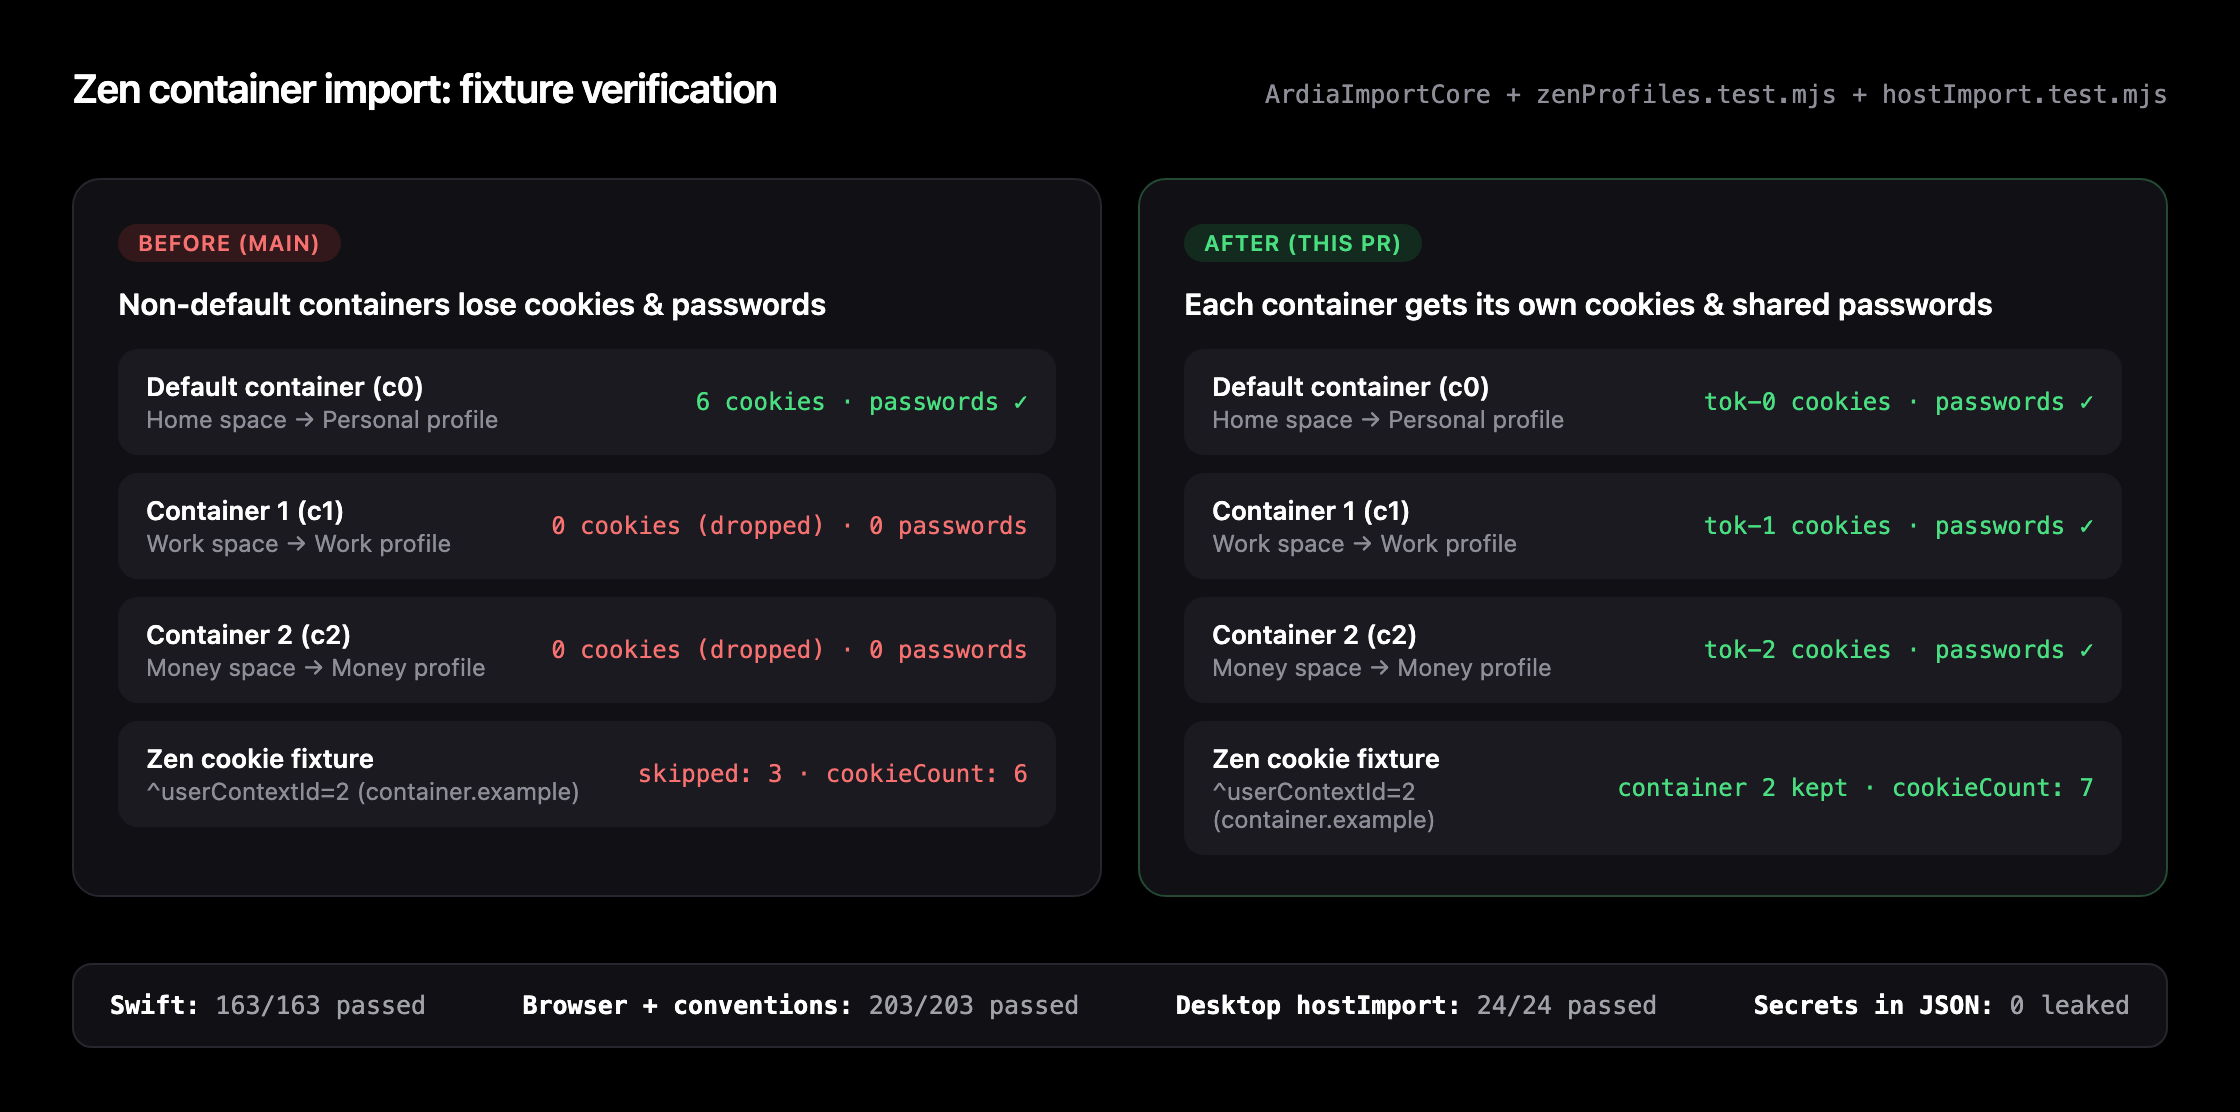 Zen container import: fixture verification
ArdiaImportCore + zenProfiles.test.mjs + hostImport.test.mjs
BEFORE (MAIN)
Non-default containers lose cookies & passwords
Default container (c0)
Home space → Personal profile
6 cookies · passwords ✓
Container 1 (c1)
Work space → Work profile
0 cookies (dropped) · 0 passwords
Container 2 (c2)
Money space → Money profile
0 cookies (dropped) · 0 passwords
Zen cookie fixture
^userContextId=2 (container.example)
skipped: 3 · cookieCount: 6
AFTER (THIS PR)
Each container gets its own cookies & shared passwords
Default container (c0)
Home space → Personal profile
tok-0 cookies · passwords ✓
Container 1 (c1)
Work space → Work profile
tok-1 cookies · passwords ✓
Container 2 (c2)
Money space → Money profile
tok-2 cookies · passwords ✓
Zen cookie fixture
^userContextId=2
(container.example)
container 2 kept · cookieCount: 7
Swift: 163/163 passed
Browser + conventions: 203/203 passed
Desktop hostImport: 24/24 passed
Secrets in JSON: 0 leaked